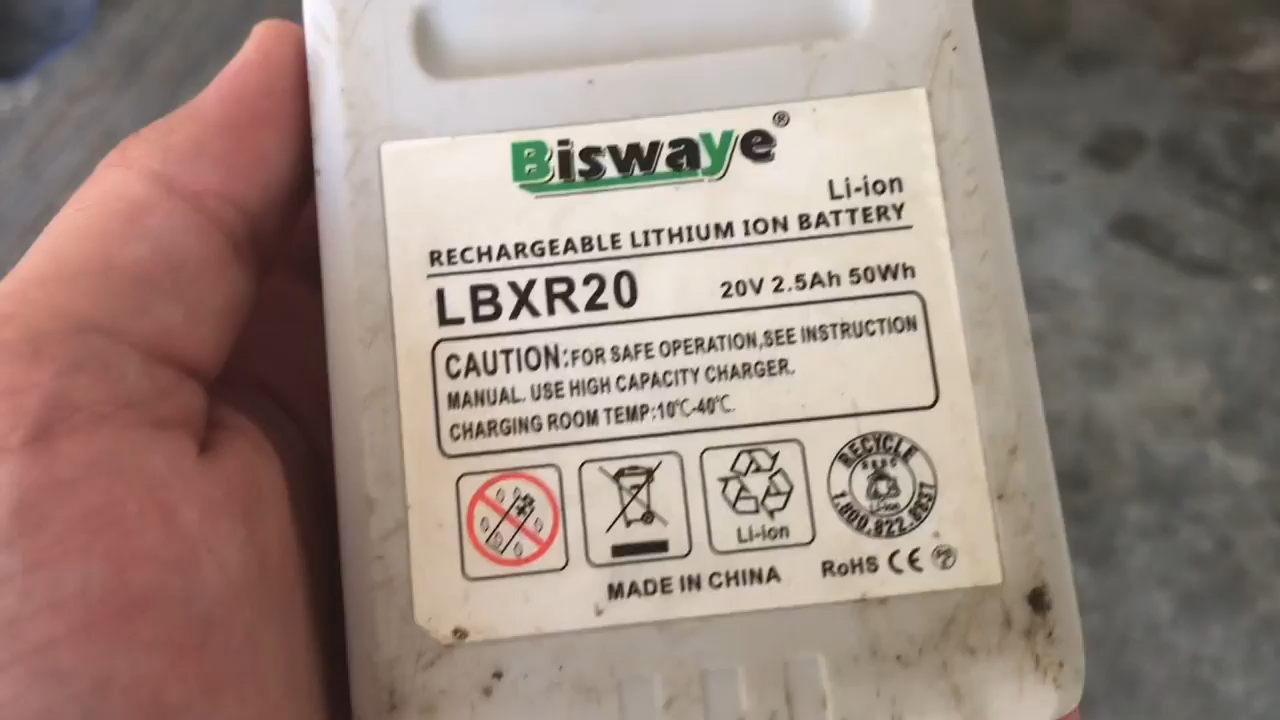 Biswaye®
Li-ion
RECHARGEABLE LITHIUM ION BATTERY
LBXR20 20V 2.5Ah 50Wh
CAUTION:FOR SAFE OPERATION,SEE INSTRUCTION
MANUAL. USE HIGH CAPACITY CHARGER.
CHARGING ROOM TEMP:10℃-40℃.
Li-ion
RECYCLE
Li-ion
1.800.822.8837
MADE IN CHINA
RoHS CE